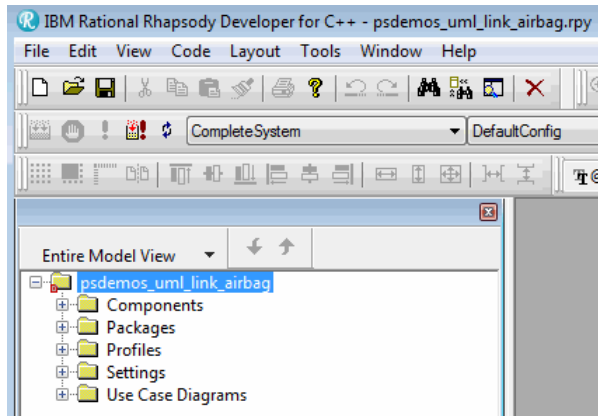 IBM Rational Rhapsody Developer for C++ - psdemos_uml_link_airbag.rpy
File Edit View Code Layout Tools Window Help
CompleteSystem DefaultConfig
Entire Model View
psdemos_uml_link_airbag
Components
Packages
Profiles
Settings
Use Case Diagrams